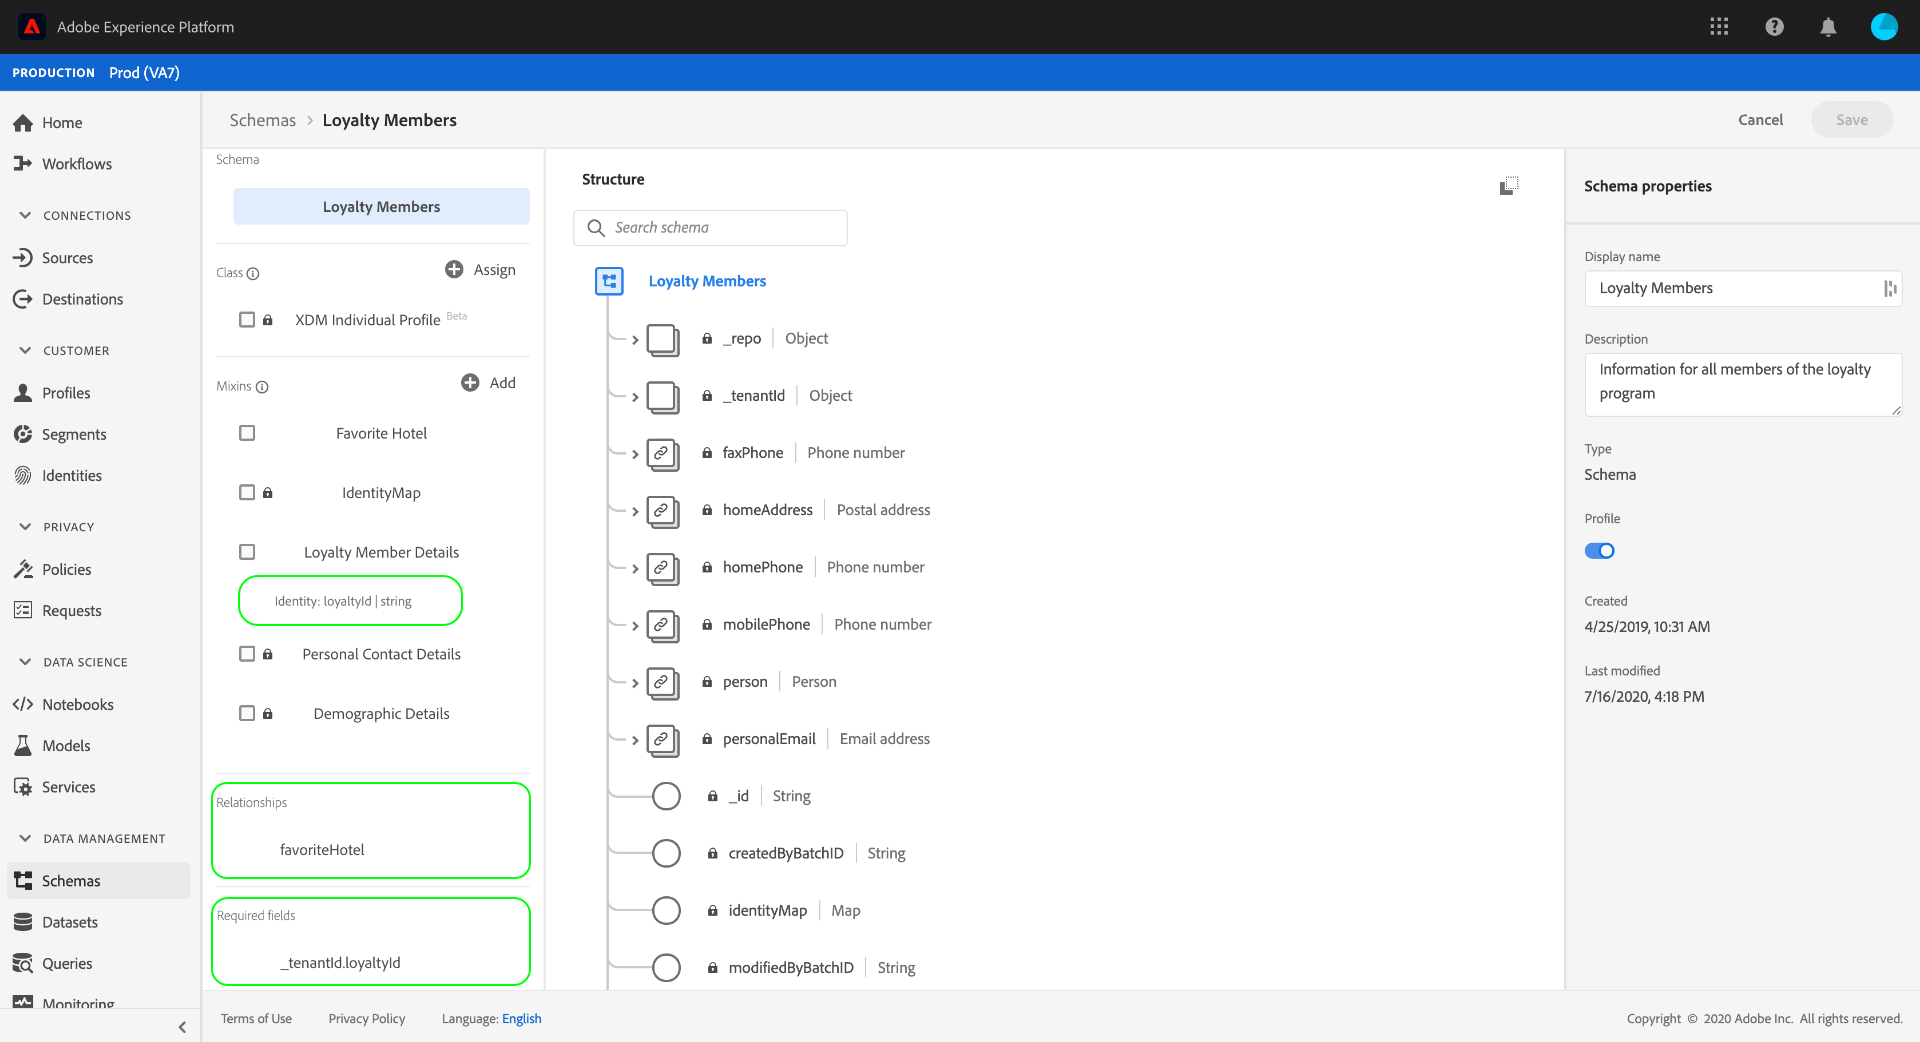 Adobe Experience Platform
PRODUCTION Prod (VA7)
Home
Workflows
CONNECTIONS
Sources
Destinations
CUSTOMER
Profiles
Segments
Identities
PRIVACY
Policies
Requests
DATA SCIENCE
Notebooks
Models
Services
DATA MANAGEMENT
Schemas
Datasets
Queries
Monitoring
Schemas > Loyalty Members
Cancel
Save
Schema
Loyalty Members
Class
Assign
XDM Individual Profile Beta
Mixins
Add
Favorite Hotel
IdentityMap
Loyalty Member Details
Identity: loyaltyId | string
Personal Contact Details
Demographic Details
Relationships
favoriteHotel
Required fields
_tenantId.loyaltyId
Structure
Search schema
Loyalty Members
_repo | Object
_tenantId | Object
faxPhone | Phone number
homeAddress | Postal address
homePhone | Phone number
mobilePhone | Phone number
person | Person
personalEmail | Email address
_id | String
createdByBatchID | String
identityMap | Map
modifiedByBatchID | String
Schema properties
Display name
Loyalty Members
Description
Information for all members of the loyalty
program
Type
Schema
Profile
Created
4/25/2019, 10:31 AM
Last modified
7/16/2020, 4:18 PM
Terms of Use
Privacy Policy
Language: English
Copyright © 2020 Adobe Inc. All rights reserved.